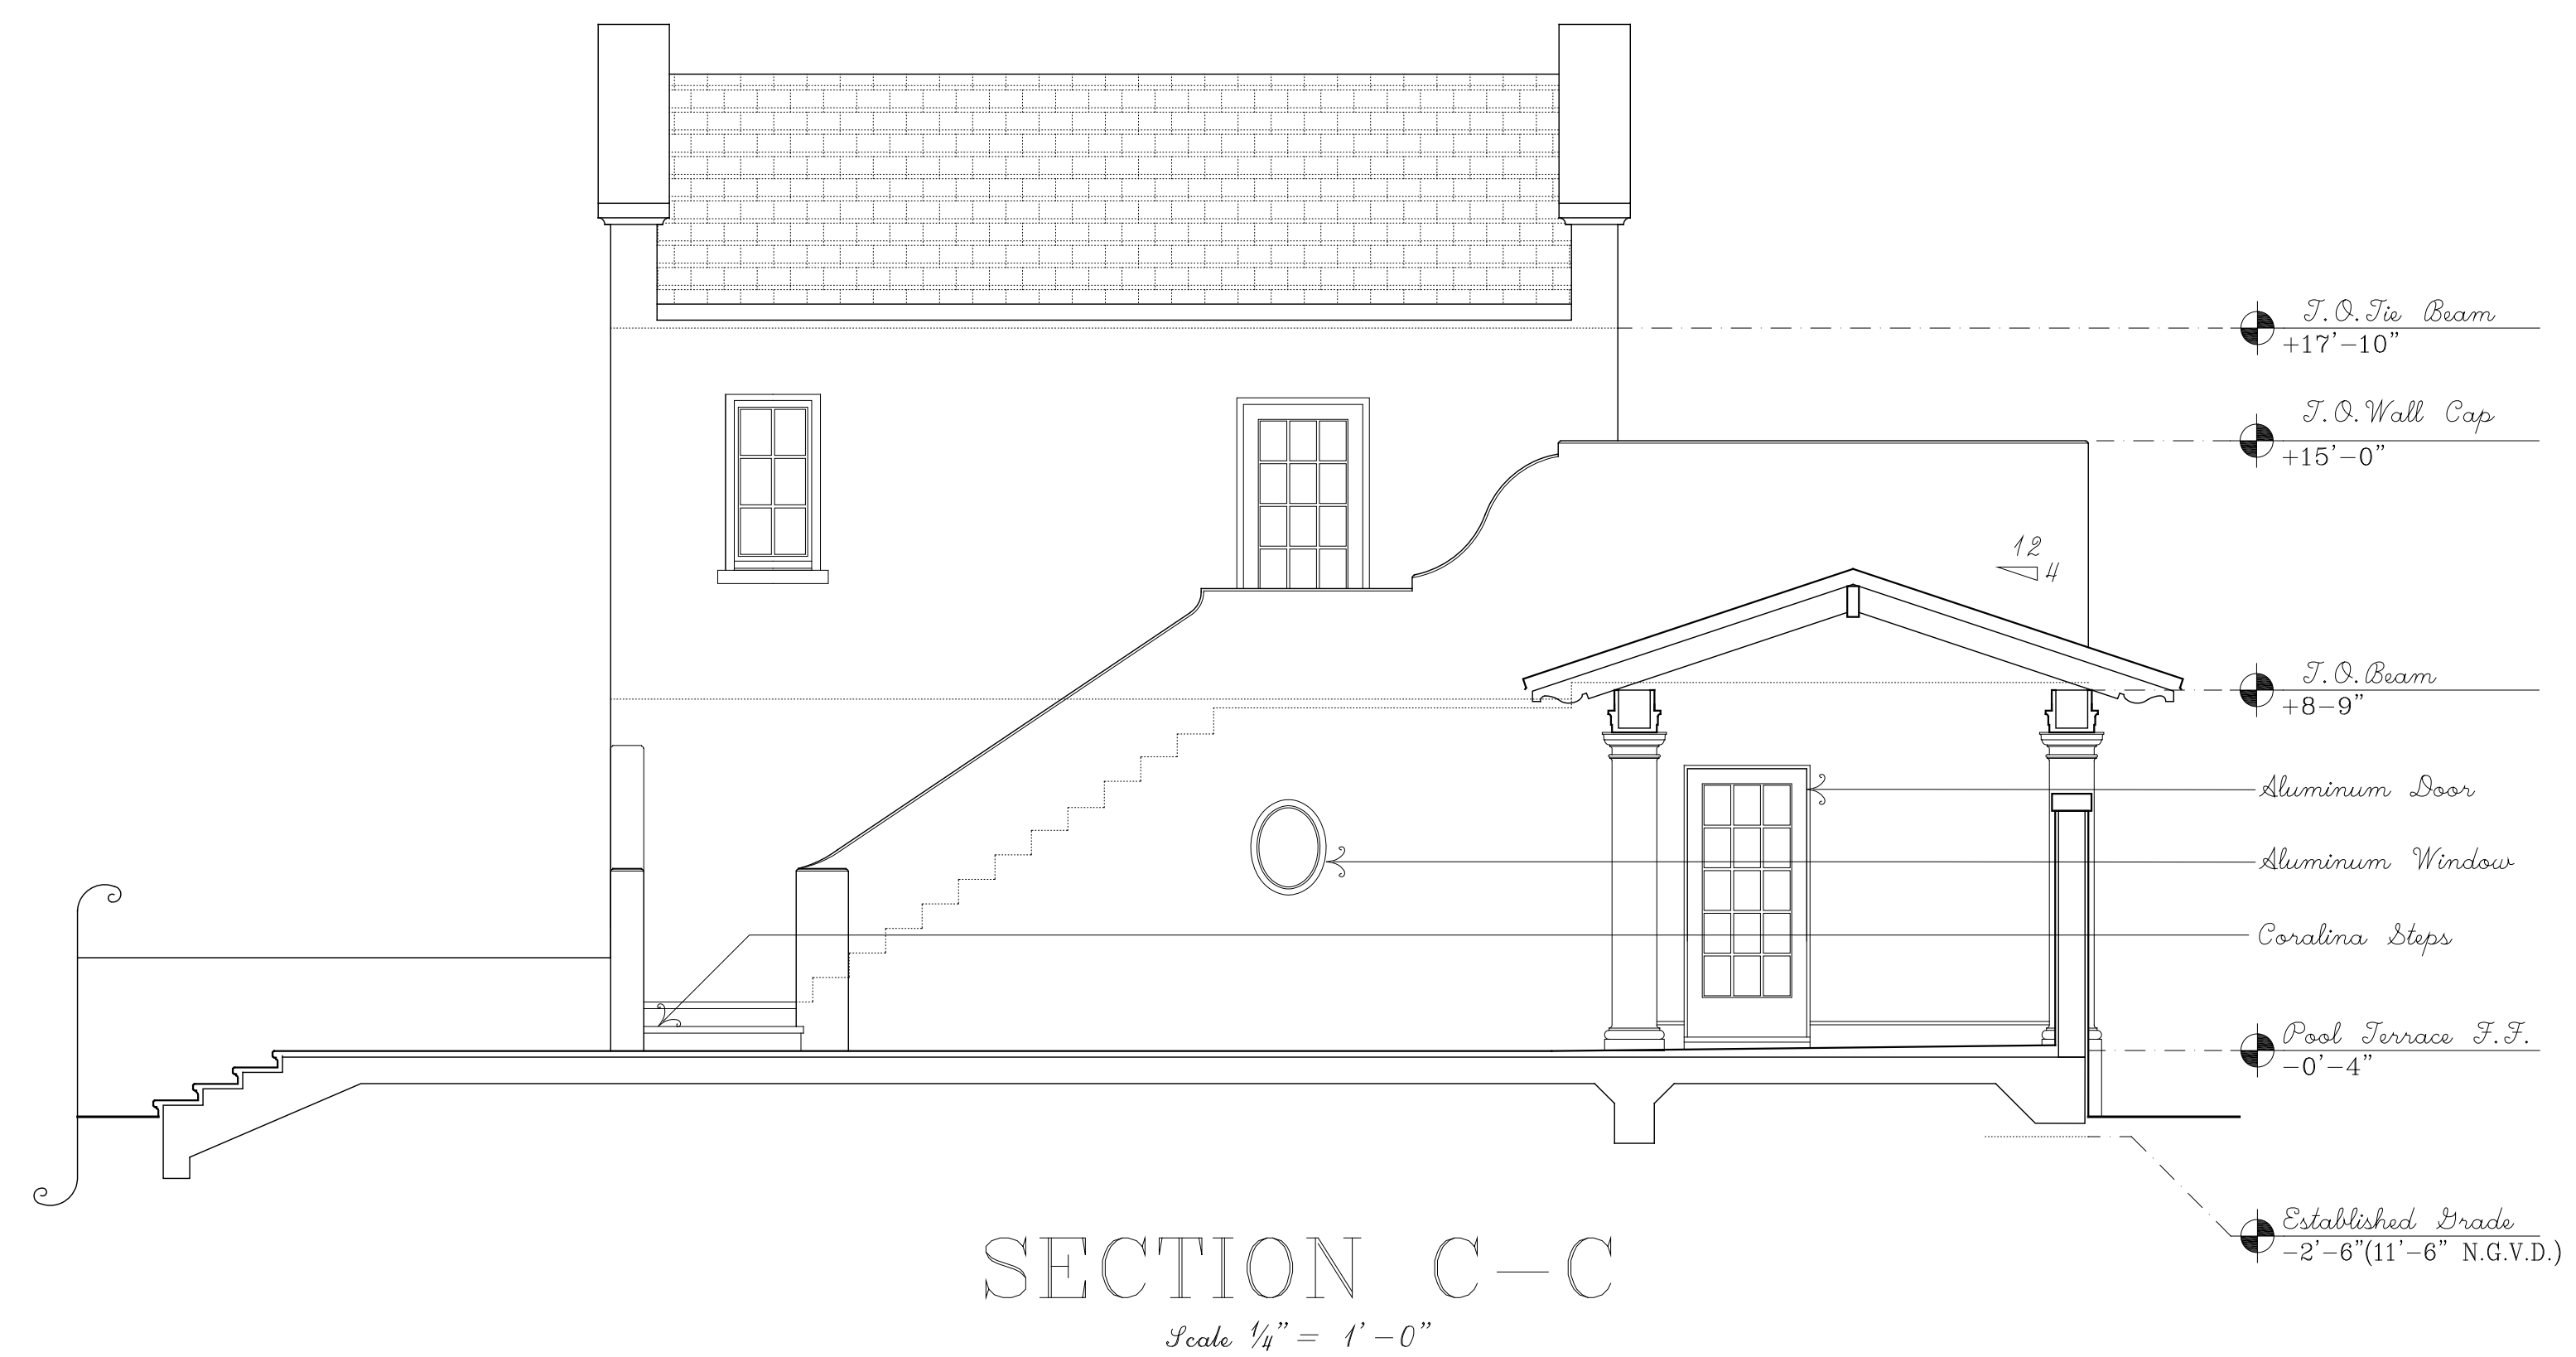 T.O.Tie Beam
+17'-10"
T.O.Wall Cap
+15'-0"
12
4
T.O.Beam
+8-9"
Aluminum Door
Aluminum Window
Coralina Steps
Pool Terrace F.F.
-0'-4"
Established Grade
-2'-6"(11'-6" N.G.V.D.)
SECTION C-C
Scale 1/4" = 1'-0"